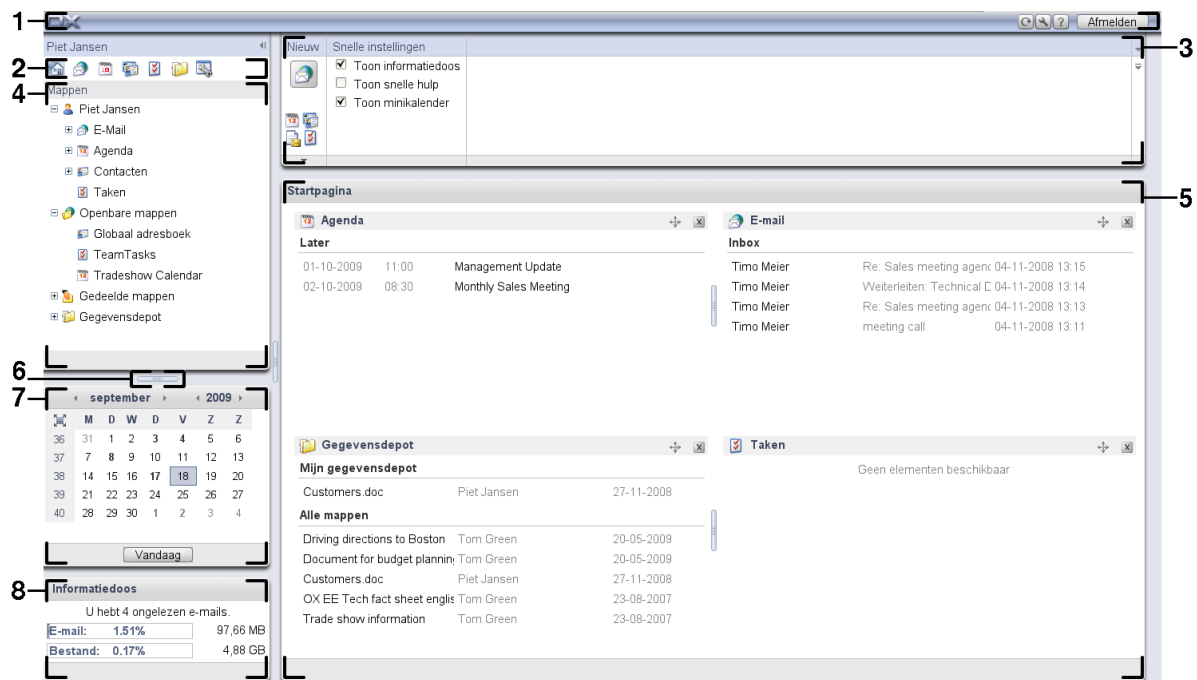 1
OX
Afmelden
Piet Jansen
2
4
Mappen
Piet Jansen
E-Mail
Agenda
Contacten
Taken
Openbare mappen
Globaal adresboek
TeamTasks
Tradeshow Calendar
Gedeelde mappen
Gegevensdepot
6
7
september 2009
M D W D V Z Z
36 31 1 2 3 4 5 6
37 7 8 9 10 11 12 13
38 14 15 16 17 18 19 20
39 21 22 23 24 25 26 27
40 28 29 30 1 2 3 4
Vandaag
8
Informatiedoos
U hebt 4 ongelezen e-mails.
E-mail: 1.51% 97,66 MB
Bestand: 0.17% 4,88 GB
Nieuw Snelle instellingen
3
Toon informatiedoos
Toon snelle hulp
Toon minikalender
Startpagina
5
Agenda
Later
01-10-2009 11:00 Management Update
02-10-2009 08:30 Monthly Sales Meeting
E-mail
Inbox
Timo Meier Re: Sales meeting agend 04-11-2008 13:15
Timo Meier Weiterleiten: Technical D 04-11-2008 13:14
Timo Meier Re: Sales meeting agend 04-11-2008 13:13
Timo Meier meeting call 04-11-2008 13:11
Gegevensdepot
Mijn gegevensdepot
Customers.doc Piet Jansen 27-11-2008
Alle mappen
Driving directions to Boston Tom Green 20-05-2009
Document for budget planning Tom Green 20-05-2009
Customers.doc Piet Jansen 27-11-2008
OX EE Tech fact sheet englis Tom Green 23-08-2007
Trade show information Tom Green 23-08-2007
Taken
Geen elementen beschikbaar